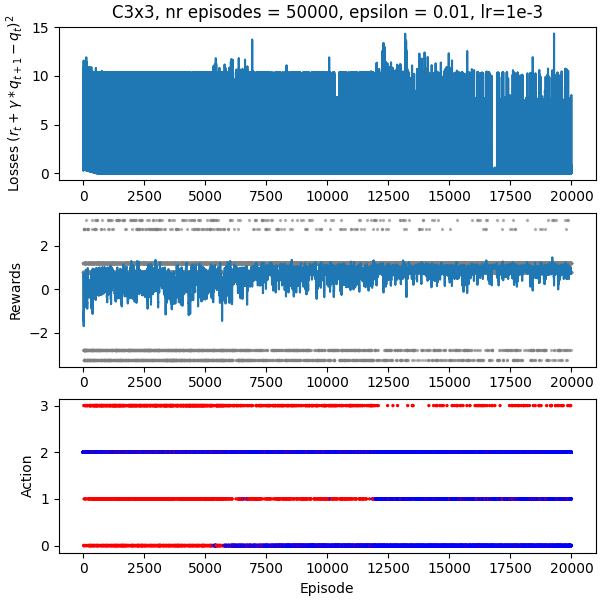 C3x3, nr episodes = 50000, epsilon = 0.01, lr=1e-3
Losses $(r_t + \gamma * q_{t+1} - q_t)^2$
15
10
5
0
0 2500 5000 7500 10000 12500 15000 17500 20000
Rewards
2
0
−2
0 2500 5000 7500 10000 12500 15000 17500 20000
Action
3
2
1
0
0 2500 5000 7500 10000 12500 15000 17500 20000
Episode